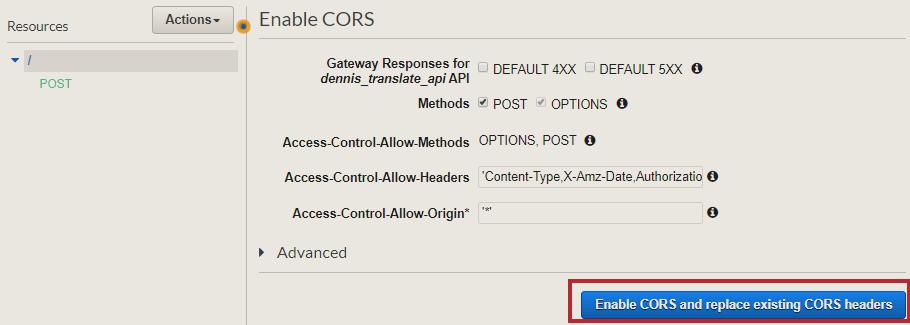 Resources
Actions
/
POST
Enable CORS
Gateway Responses for
dennis_translate_api API
DEFAULT 4XX
DEFAULT 5XX
Methods
POST
OPTIONS
Access-Control-Allow-Methods
OPTIONS, POST
Access-Control-Allow-Headers
'Content-Type,X-Amz-Date,Authorizatio
Access-Control-Allow-Origin*
'*'
Advanced
Enable CORS and replace existing CORS headers